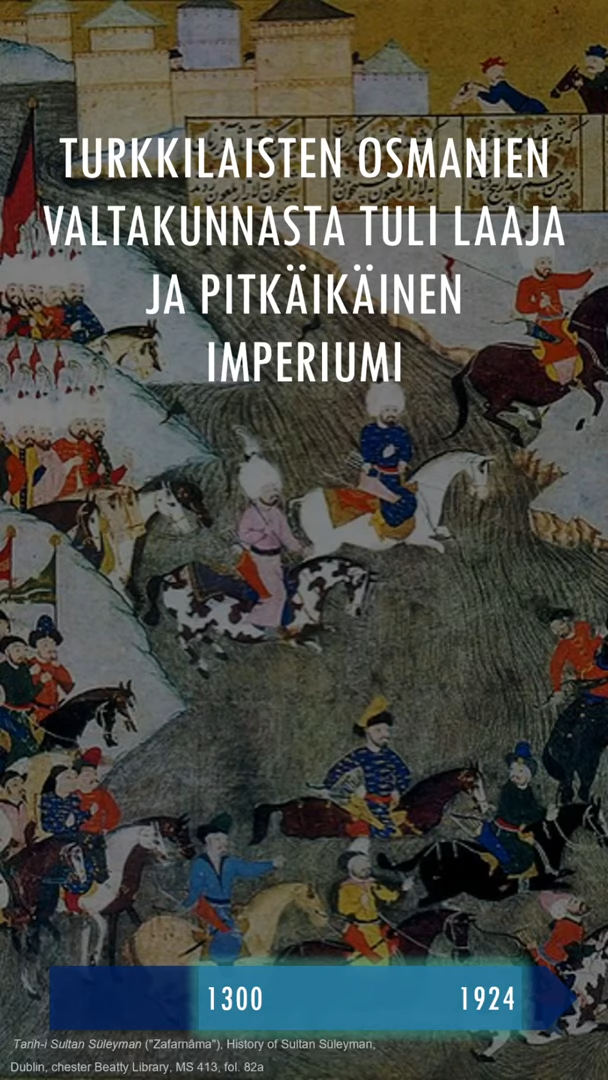 TURKKILAISTEN OSMANIEN
VALTAKUNNASTA TULI LAAJA
JA PITKÄIKÄINEN
IMPERIUMI
1300
1924
Tarih-i Sultan Süleyman ("Zafarnâma"), History of Sultan Süleyman,
Dublin, chester Beatty Library, MS 413, fol. 82a